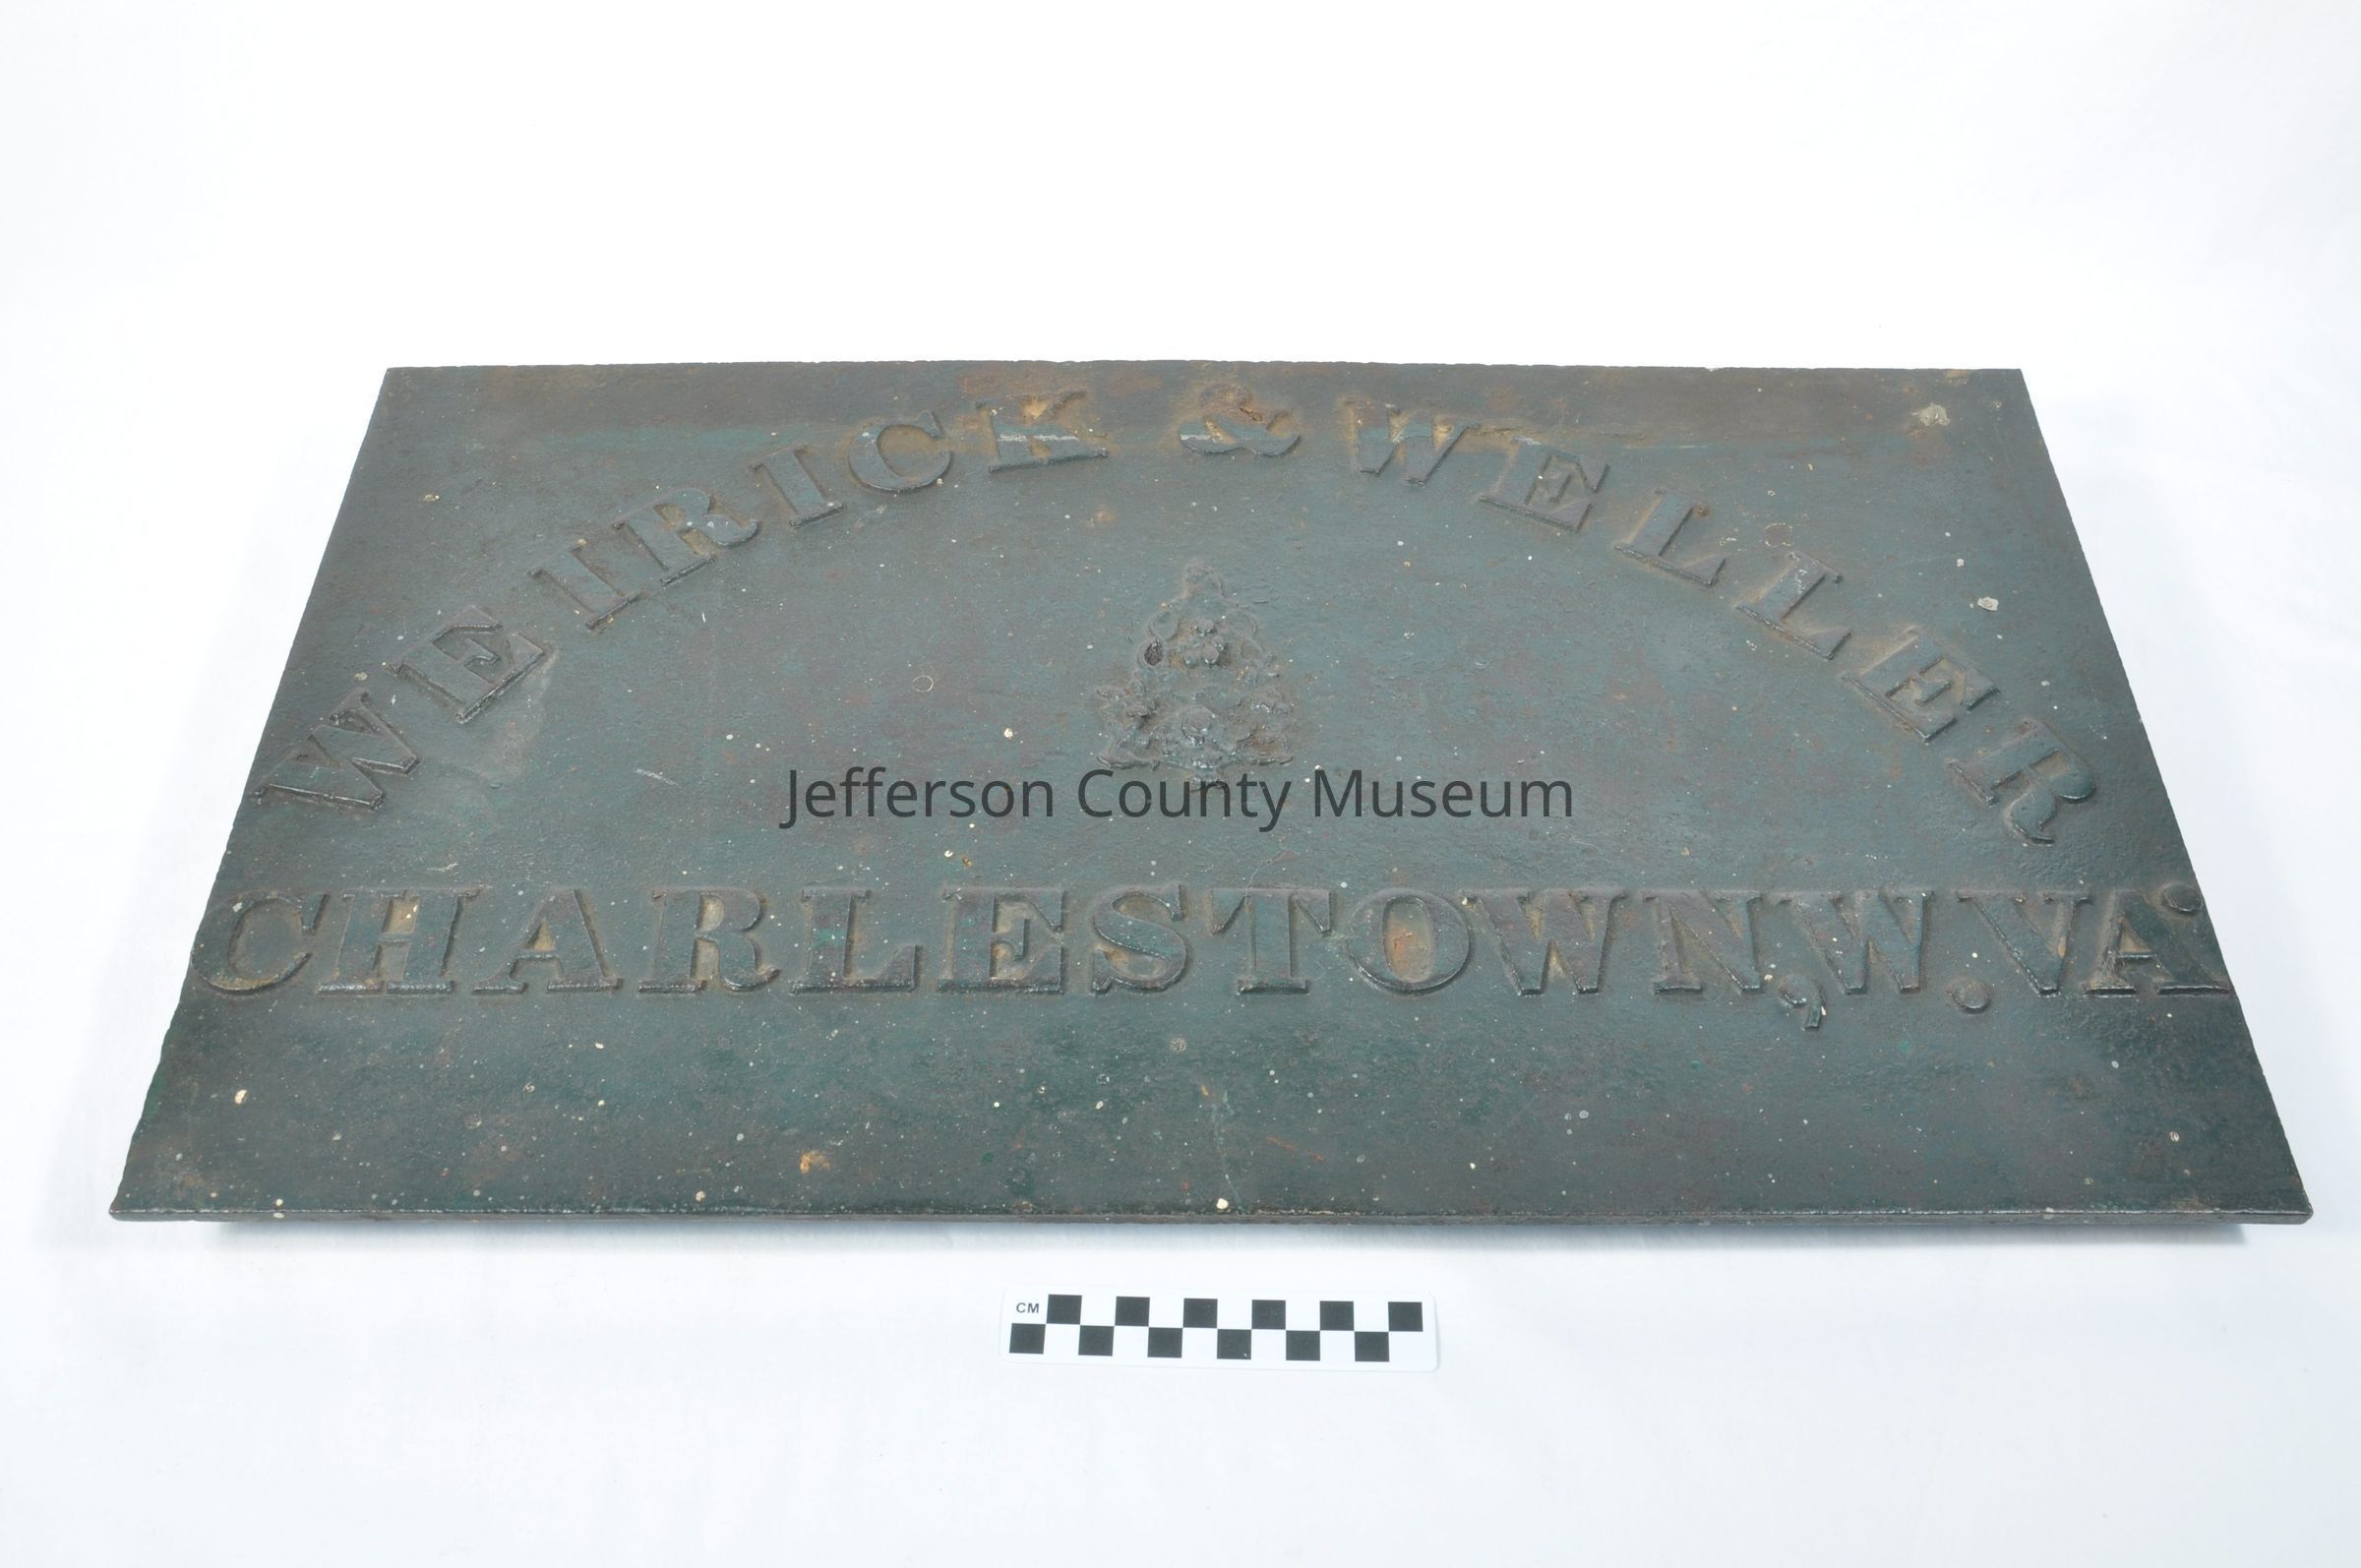 WEIRICK & WELLER
Jefferson County Museum
CHARLESTOWN, W. VA.
CM